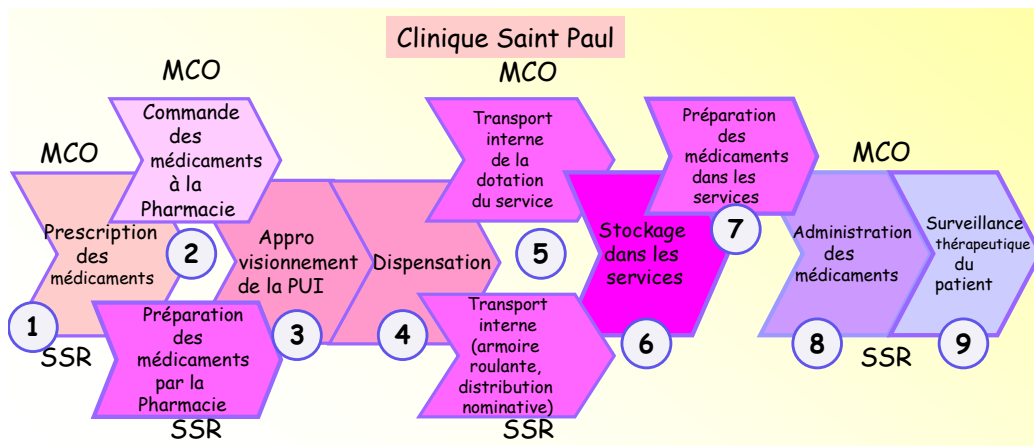 Clinique Saint Paul
MCO
Prescription
des
médicaments
1
SSR
MCO
Commande
des
médicaments
à la
Pharmacie
2
Préparation
des
médicaments
par la
Pharmacie
SSR
Appro
visionnement
de la PUI
3
Dispensation
4
MCO
Transport
interne
de la
dotation
du service
5
Transport
interne
(armoire
roulante,
distribution
nominative)
SSR
Stockage
dans les
services
6
Préparation
des
médicaments
dans les
services
7
MCO
Administration
des
médicaments
8
SSR
Surveillance
thérapeutique
du
patient
9